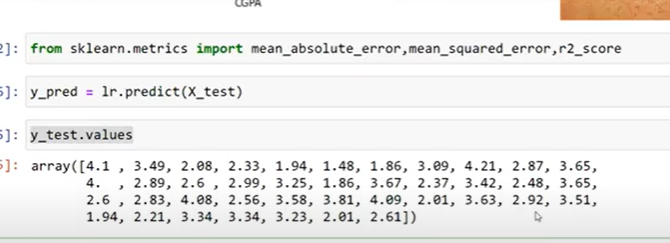 CGPA
2]: from sklearn.metrics import mean_absolute_error,mean_squared_error,r2_score
5]: y_pred = lr.predict(X_test)
5]: y_test.values
5]: array([4.1 , 3.49, 2.08, 2.33, 1.94, 1.48, 1.86, 3.09, 4.21, 2.87, 3.65,
4.  , 2.89, 2.6 , 2.99, 3.25, 1.86, 3.67, 2.37, 3.42, 2.48, 3.65,
2.6 , 2.83, 4.08, 2.56, 3.58, 3.81, 4.09, 2.01, 3.63, 2.92, 3.51,
1.94, 2.21, 3.34, 3.34, 3.23, 2.01, 2.61])